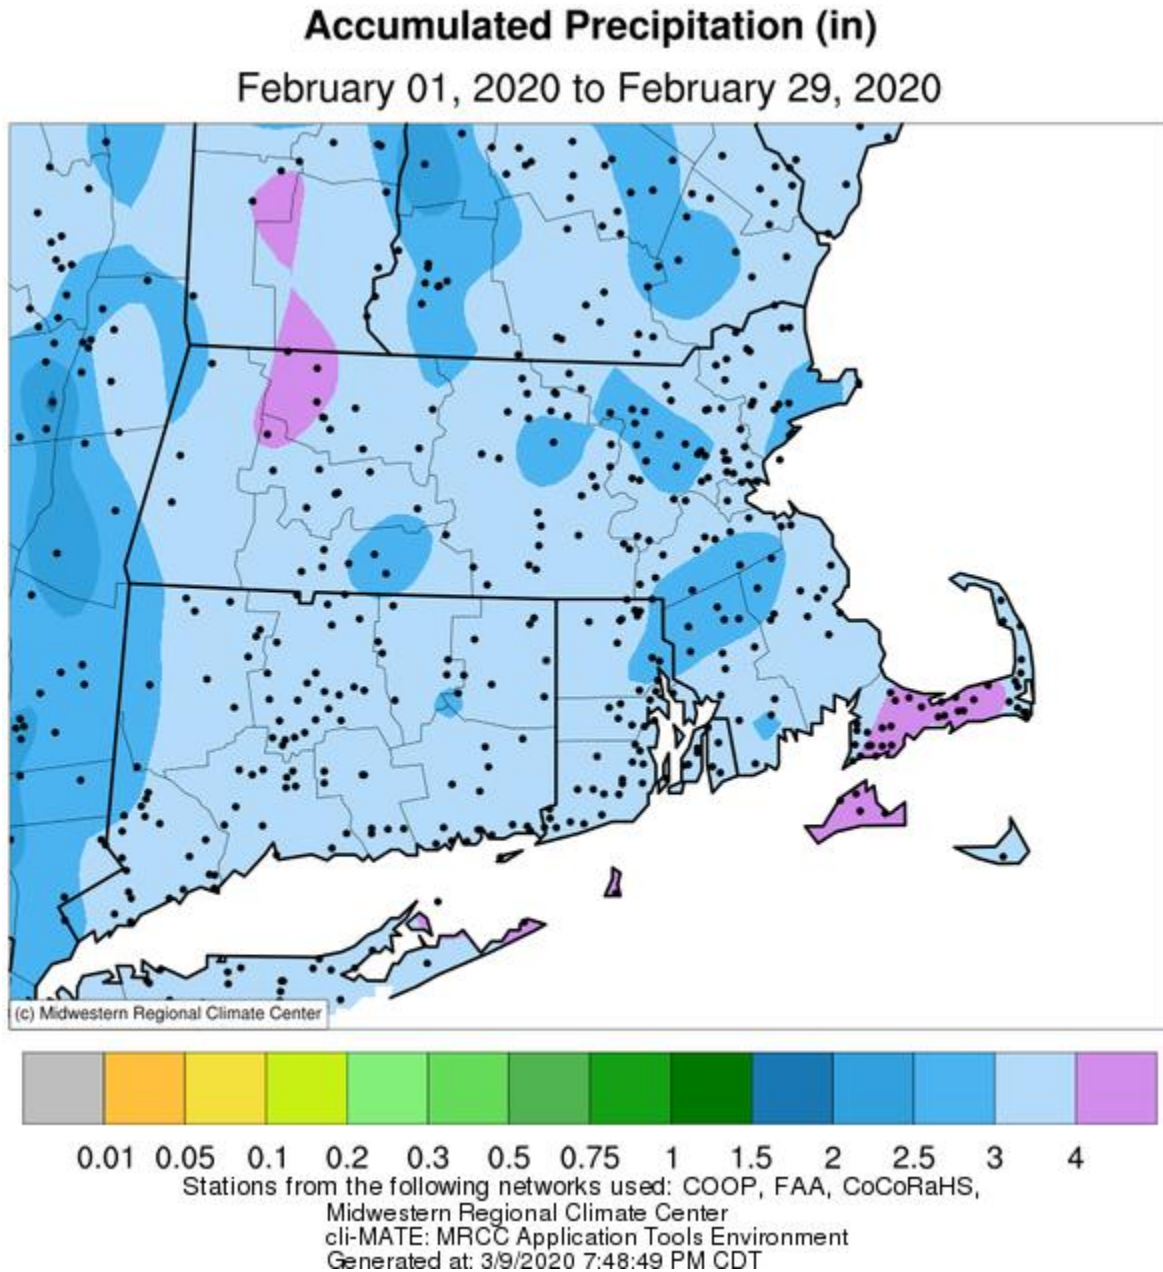 Accumulated Precipitation (in)
February 01, 2020 to February 29, 2020
(c) Midwestern Regional Climate Center
0.01 0.05 0.1 0.2 0.3 0.5 0.75 1 1.5 2 2.5 3 4
Stations from the following networks used: COOP, FAA, CoCoRaHS,
Midwestern Regional Climate Center
cli-MATE: MRCC Application Tools Environment
Generated at: 3/9/2020 7:48:49 PM CDT